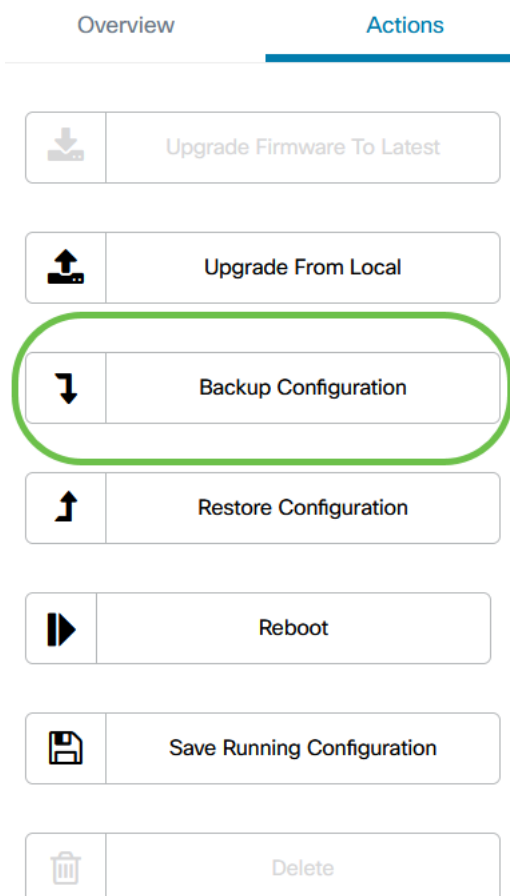 Overview Actions
Upgrade Firmware To Latest
Upgrade From Local
Backup Configuration
Restore Configuration
Reboot
Save Running Configuration
Delete